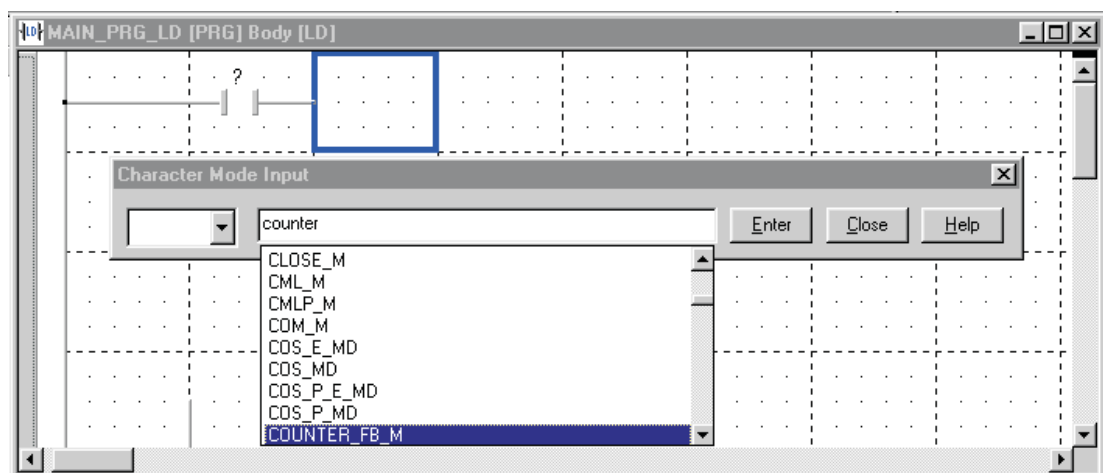 LD MAIN_PRG_LD [PRG] Body [LD]
?
Character Mode Input
counter Enter Close Help
CLOSE_M
CML_M
CMLP_M
COM_M
COS_E_MD
COS_MD
COS_P_E_MD
COS_P_MD
COUNTER_FB_M